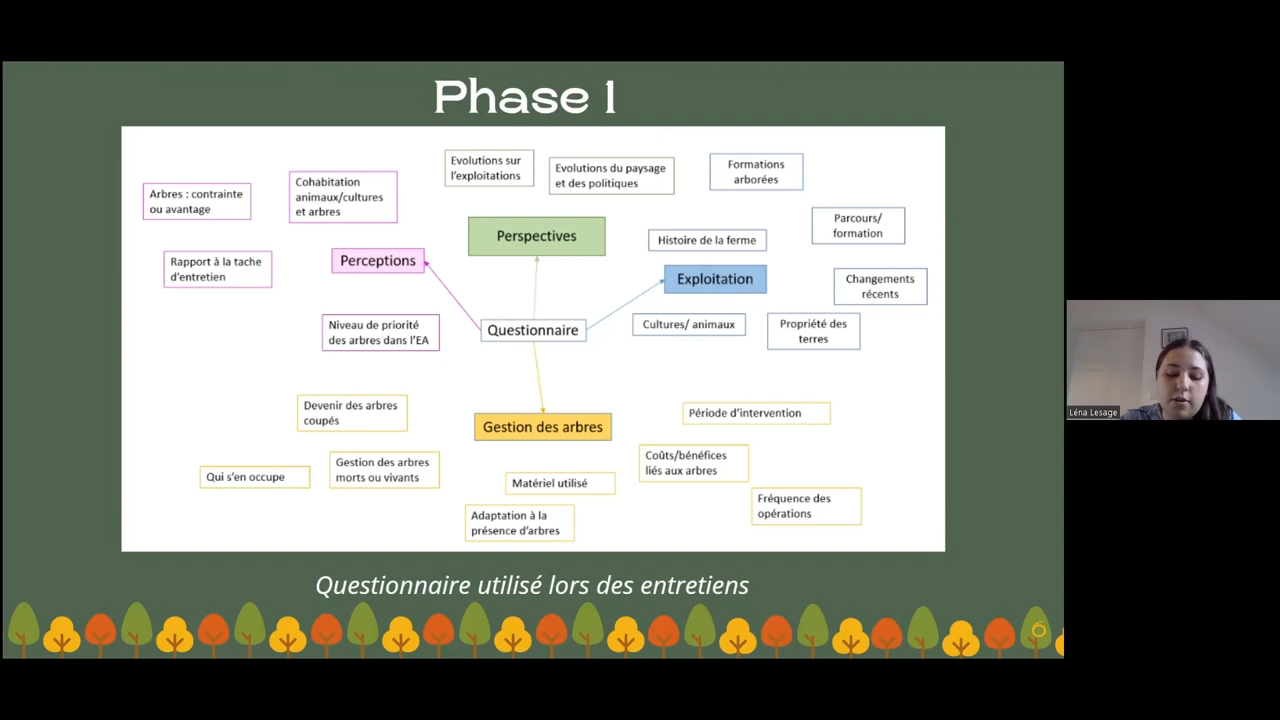 Phase 1
Evolutions sur
l'exploitations
Evolutions du paysage
et des politiques
Formations
arborées
Arbres : contrainte
ou avantage
Cohabitation
animaux/cultures
et arbres
Perspectives
Histoire de la ferme
Parcours/
formation
Rapport à la tache
d'entretien
Perceptions
Exploitation
Changements
récents
Niveau de priorité
des arbres dans l'EA
Questionnaire
Cultures/ animaux
Propriété des
terres
Devenir des arbres
coupés
Gestion des arbres
Période d'intervention
Qui s'en occupe
Gestion des arbres
morts ou vivants
Matériel utilisé
Coûts/bénéfices
liés aux arbres
Adaptation à la
présence d'arbres
Fréquence des
opérations
Questionnaire utilisé lors des entretiens
6
Léna Lesage